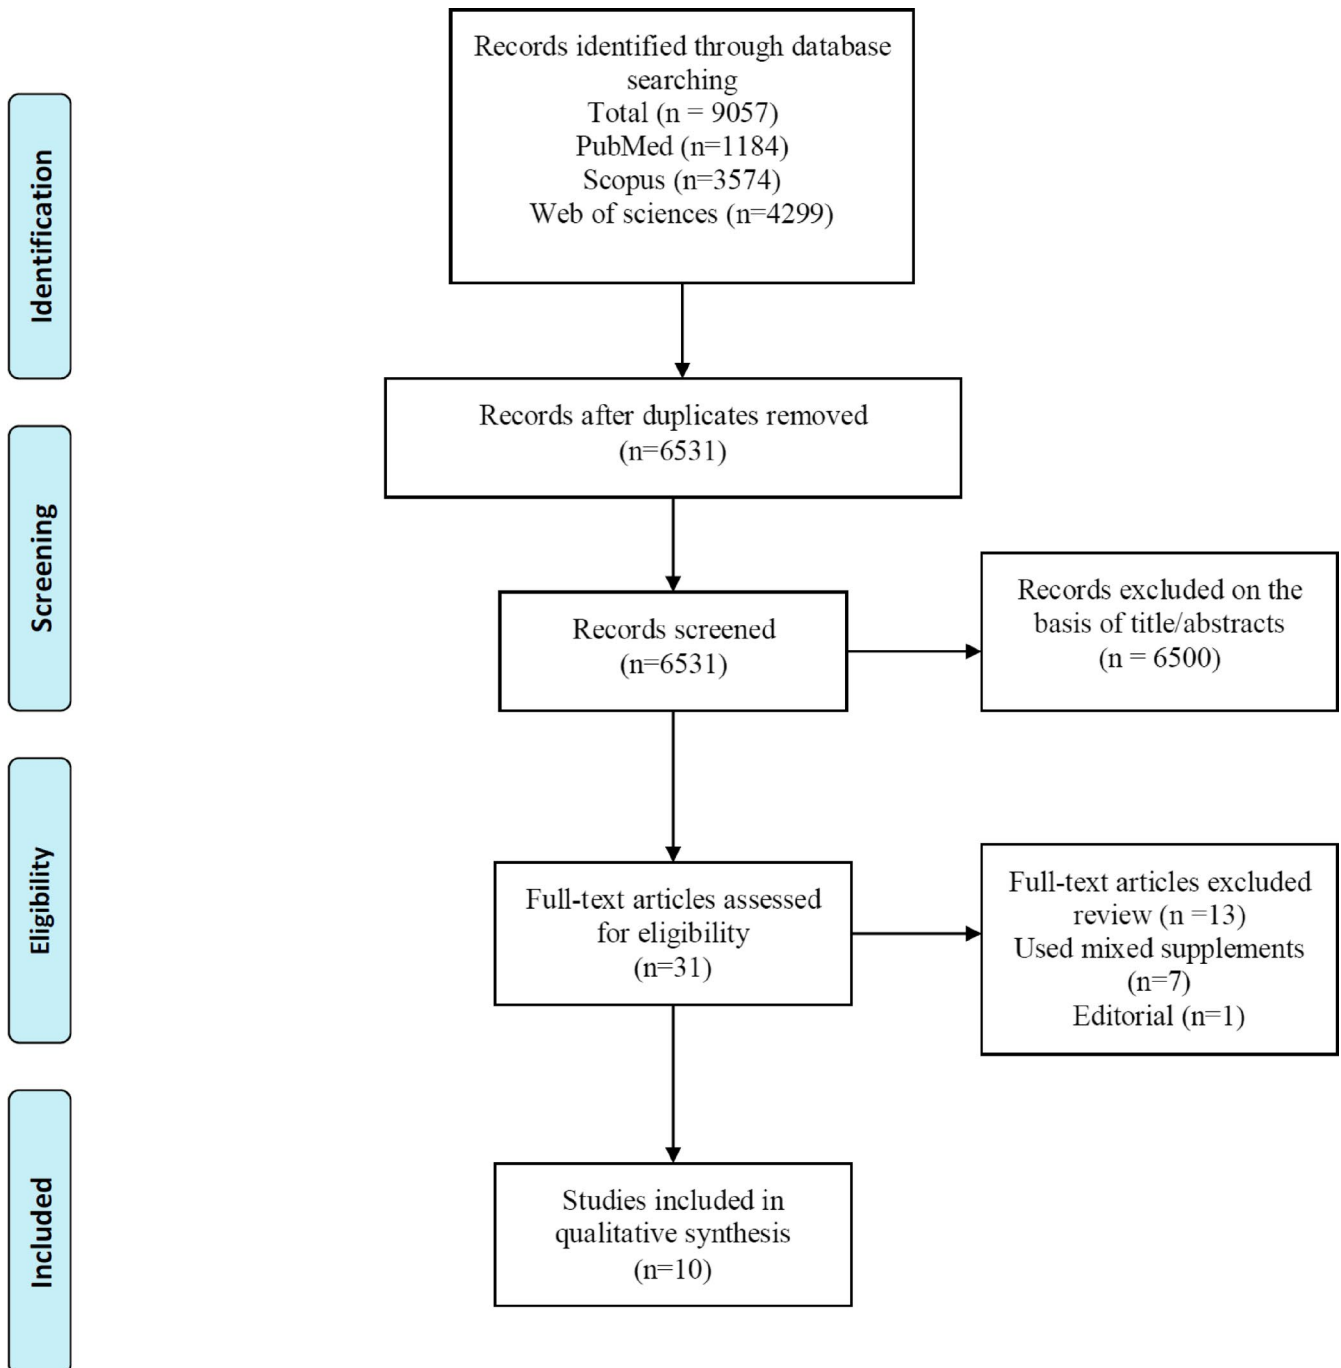 Identification
Records identified through database
searching
Total (n = 9057)
PubMed (n=1184)
Scopus (n=3574)
Web of sciences (n=4299)
Records after duplicates removed
(n=6531)
Screening
Records screened
(n=6531)
Records excluded on the
basis of title/abstracts
(n = 6500)
Eligibility
Full-text articles assessed
for eligibility
(n=31)
Full-text articles excluded
review (n =13)
Used mixed supplements
(n=7)
Editorial (n=1)
Included
Studies included in
qualitative synthesis
(n=10)